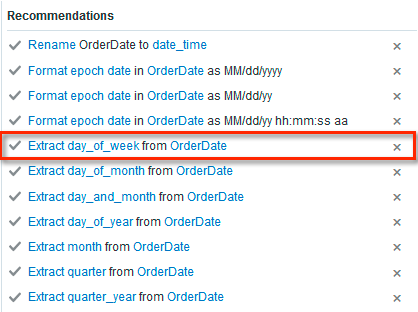 Recommendations
Rename OrderDate to date_time
Format epoch date in OrderDate as MM/dd/yyyy
Format epoch date in OrderDate as MM/dd/yy
Format epoch date in OrderDate as MM/dd/yy hh:mm:ss aa
Extract day_of_week from OrderDate
Extract day_of_month from OrderDate
Extract day_and_month from OrderDate
Extract day_of_year from OrderDate
Extract month from OrderDate
Extract quarter from OrderDate
Extract quarter_year from OrderDate